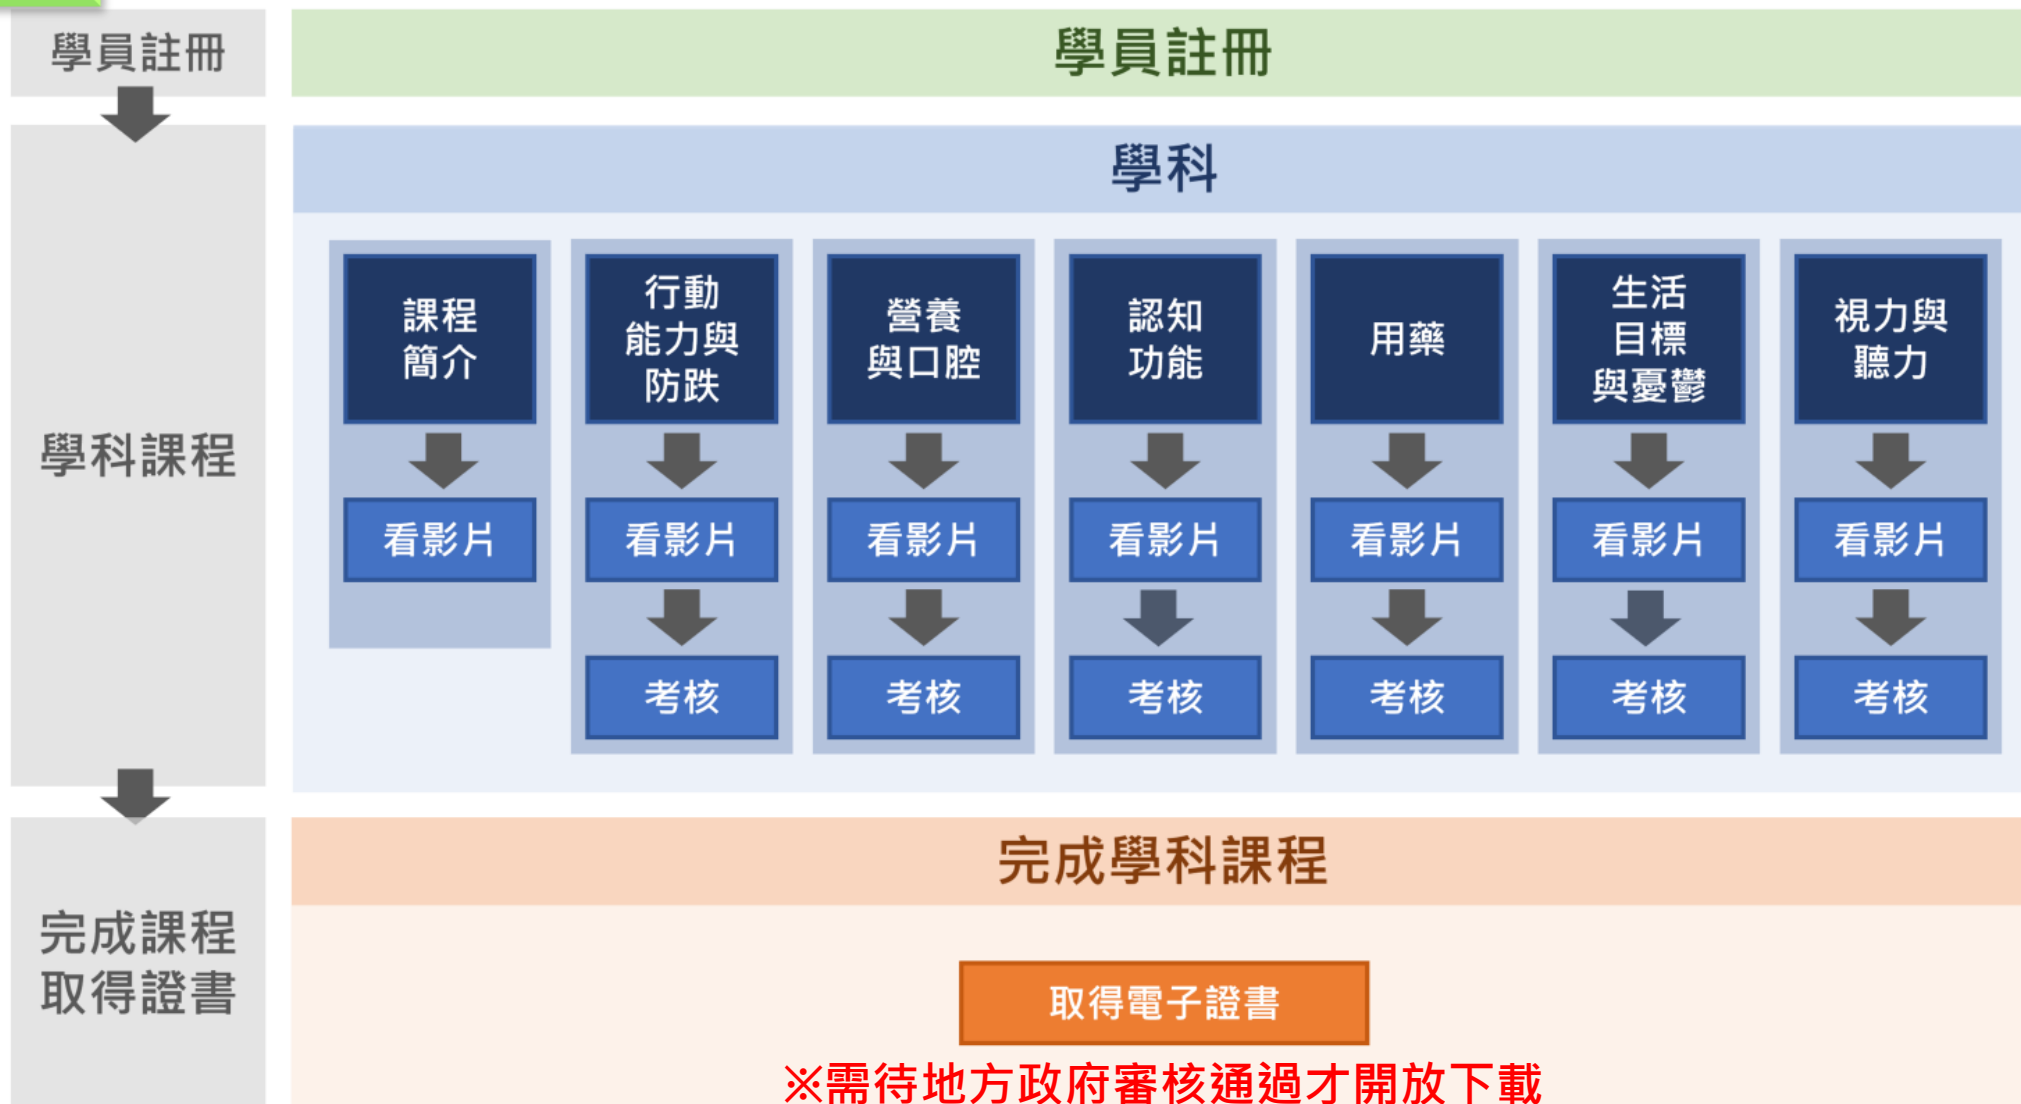 學員註冊
學員註冊
學科課程
學科
課程
簡介
看影片
行動
能力與
防跌
看影片
考核
營養
與口腔
看影片
考核
認知
功能
看影片
考核
用藥
看影片
考核
生活
目標
與憂鬱
看影片
考核
視力與
聽力
看影片
考核
完成課程
取得證書
完成學科課程
取得電子證書
※需待地方政府審核通過才開放下載